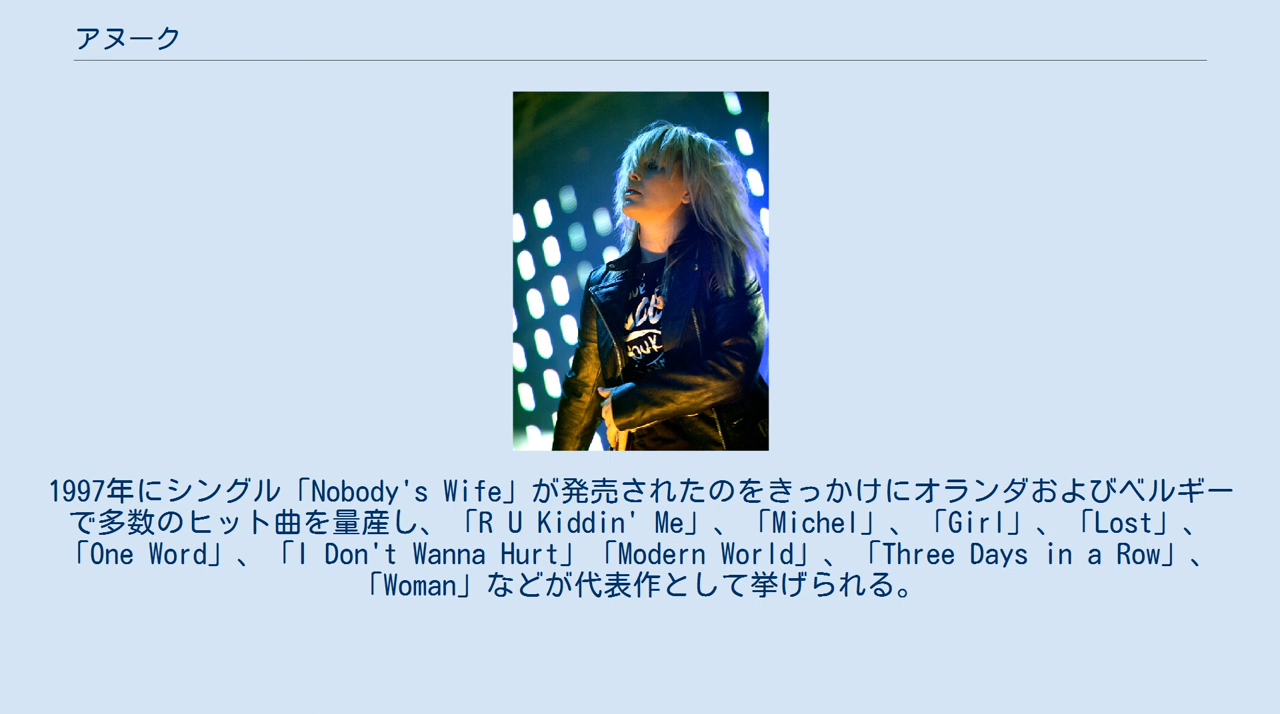 アヌーク
1997年にシングル「Nobody's Wife」が発売されたのをきっかけにオランダおよびベルギー
で多数のヒット曲を量産し、「R U Kiddin' Me」、「Michel」、「Girl」、「Lost」、
「One Word」、「I Don't Wanna Hurt」「Modern World」、「Three Days in a Row」、
「Woman」などが代表作として挙げられる。